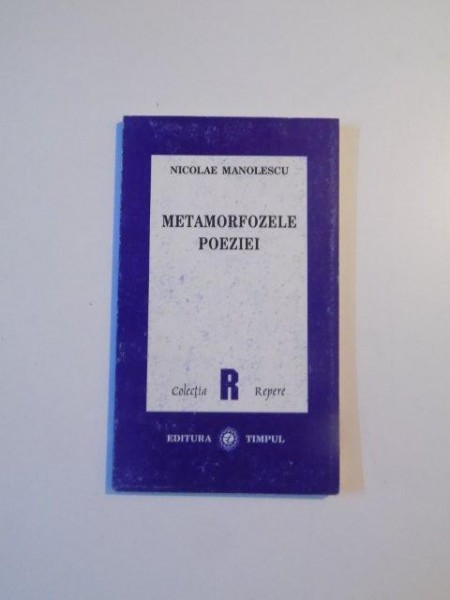 NICOLAE MANOLESCU
METAMORFOZELE
POEZIEI
Colecția R Repere
EDITURA TIMPUL